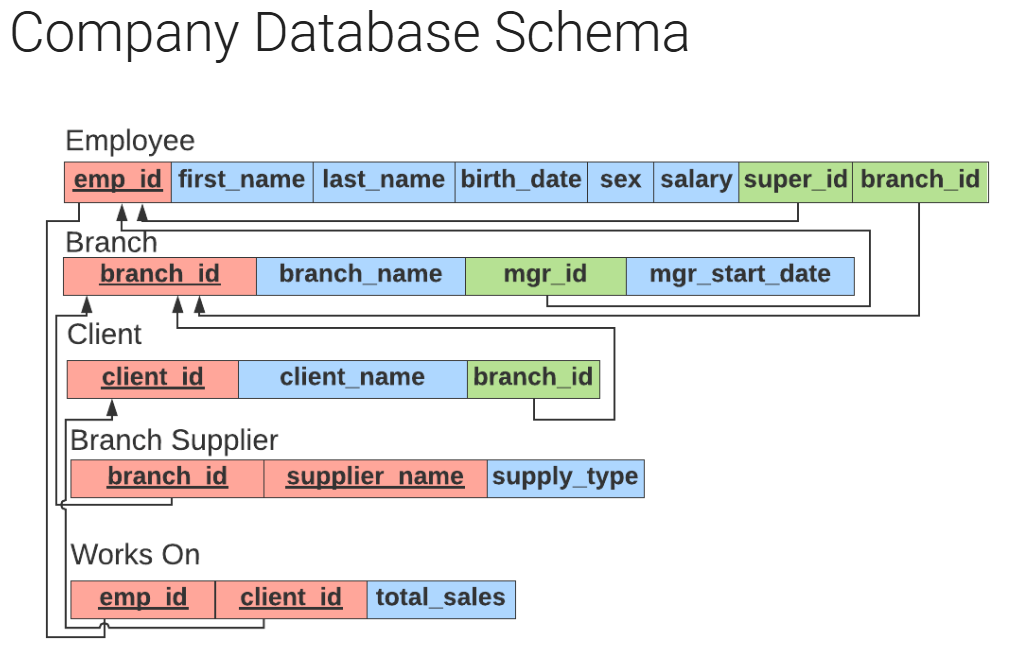 Company Database Schema
Employee
emp_id first_name last_name birth_date sex salary super_id branch_id
Branch
branch_id branch_name mgr_id mgr_start_date
Client
client_id client_name branch_id
Branch Supplier
branch_id supplier_name supply_type
Works On
emp_id client_id total_sales